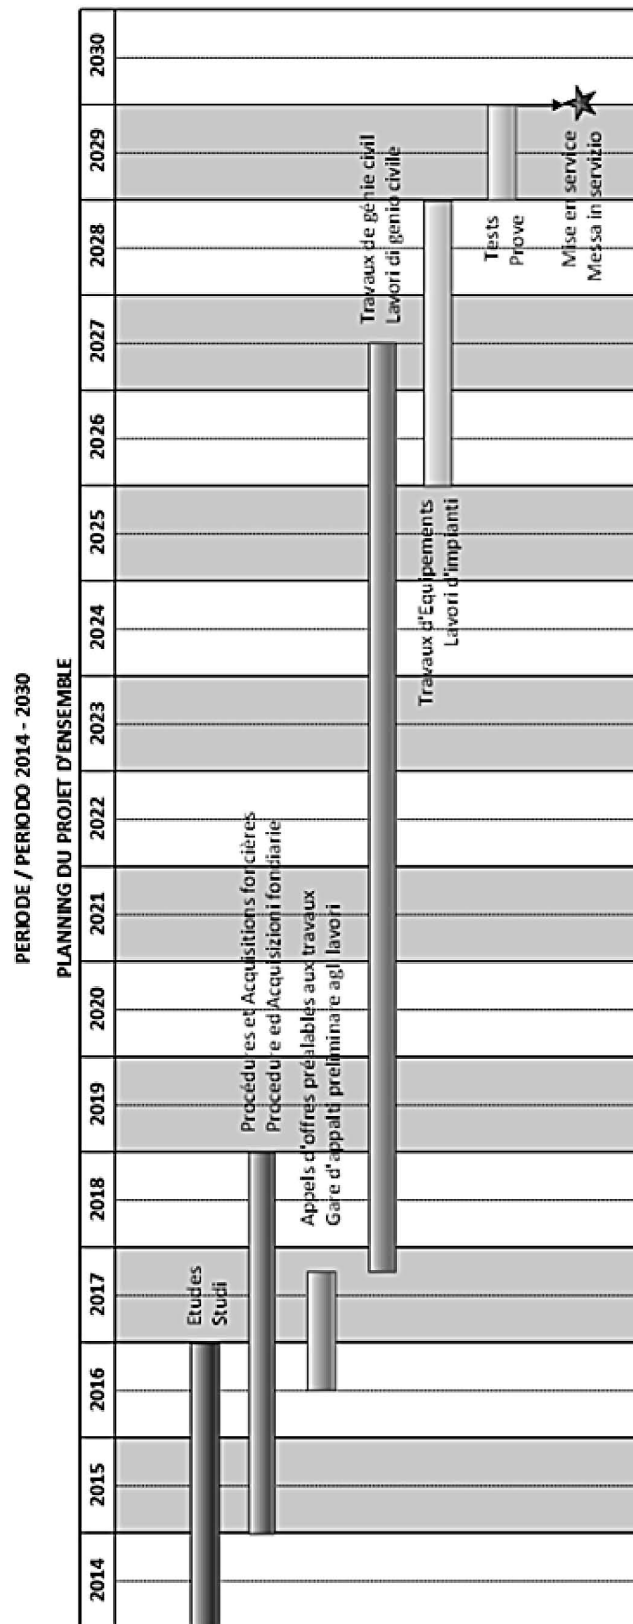 PERIODE / PERIODO 2014 - 2030
PLANNING DU PROJET D'ENSEMBLE
2014
2015
2016
2017
2018
2019
2020
2021
2022
2023
2024
2025
2026
2027
2028
2029
2030
Etudes
Studi
Procédures et Acquisitions foncières
Procedure ed Acquisizioni fondiarie
Appels d'offres préalables aux travaux
Gare d'appalti preliminare agli lavori
Travaux de génie civil
Lavori di genio civile
Travaux d'Equipements
Lavori d'impianti
Tests
Prove
Mise en service
Messa in servizio